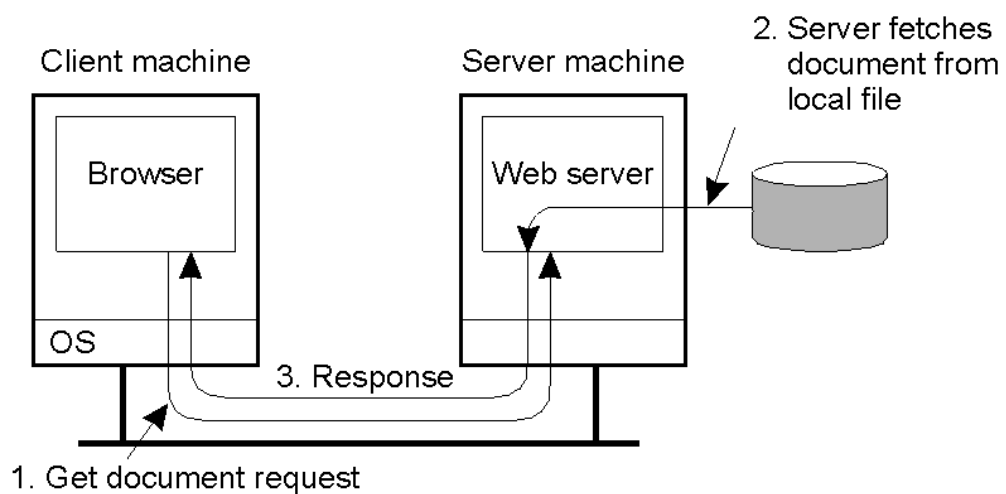 Client machine
Server machine
2. Server fetches
document from
local file
Browser
Web server
OS
3. Response
1. Get document request